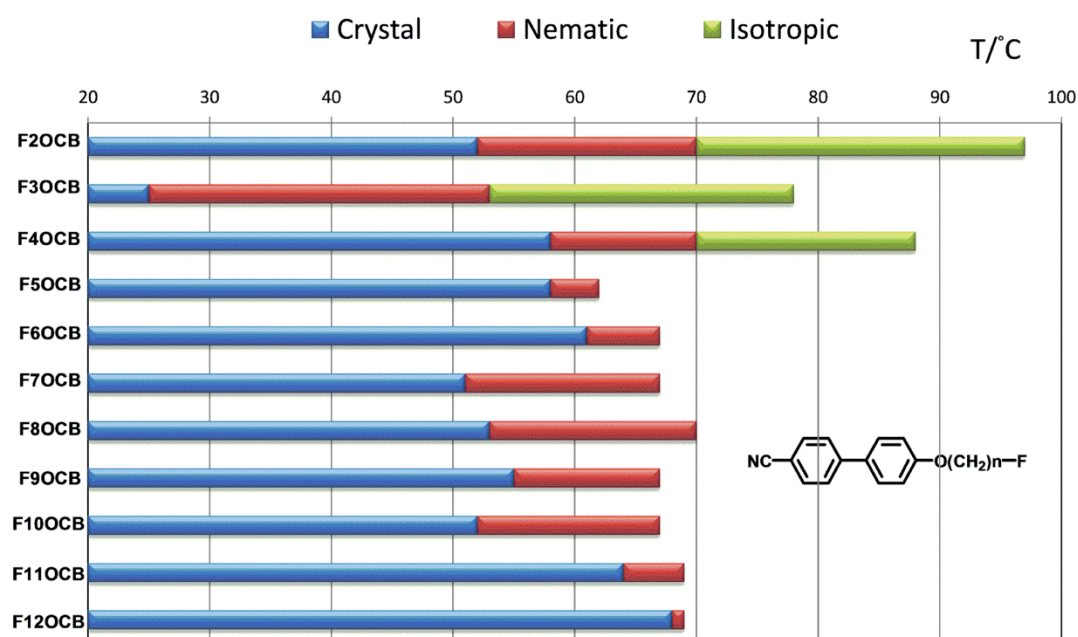 Crystal Nematic Isotropic
T/°C
20 30 40 50 60 70 80 90 100
F2OCB
F3OCB
F4OCB
F5OCB
F6OCB
F7OCB
F8OCB
F9OCB
F10OCB
F11OCB
F12OCB
NC O(CH₂)n–F